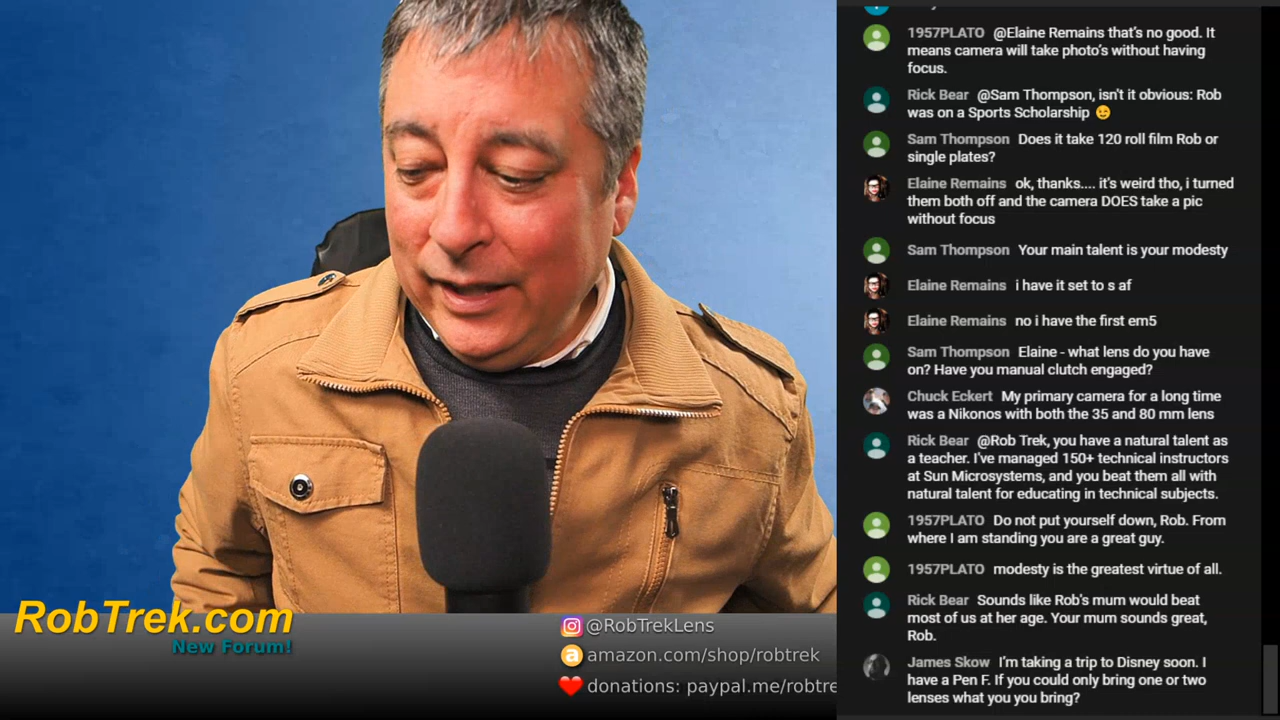 1957PLATO @Elaine Remains that's no good. It
means camera will take photo's without having
focus.
Rick Bear @Sam Thompson, isn't it obvious: Rob
was on a Sports Scholarship 😉
Sam Thompson Does it take 120 roll film Rob or
single plates?
Elaine Remains ok, thanks.... it's weird tho, i turned
them both off and the camera DOES take a pic
without focus
Sam Thompson Your main talent is your modesty
Elaine Remains i have it set to s af
Elaine Remains no i have the first em5
Sam Thompson Elaine - what lens do you have
on? Have you manual clutch engaged?
Chuck Eckert My primary camera for a long time
was a Nikonos with both the 35 and 80 mm lens
Rick Bear @Rob Trek, you have a natural talent as
a teacher. I've managed 150+ technical instructors
at Sun Microsystems, and you beat them all with
natural talent for educating in technical subjects.
1957PLATO Do not put yourself down, Rob. From
where I am standing you are a great guy.
1957PLATO modesty is the greatest virtue of all.
Rick Bear Sounds like Rob's mum would beat
most of us at her age. Your mum sounds great,
Rob.
James Skow I'm taking a trip to Disney soon. I
have a Pen F. If you could only bring one or two
lenses what you you bring?
RobTrek.com
New Forum!
@RobTrekLens
a amazon.com/shop/robtrek
donations: paypal.me/robtre